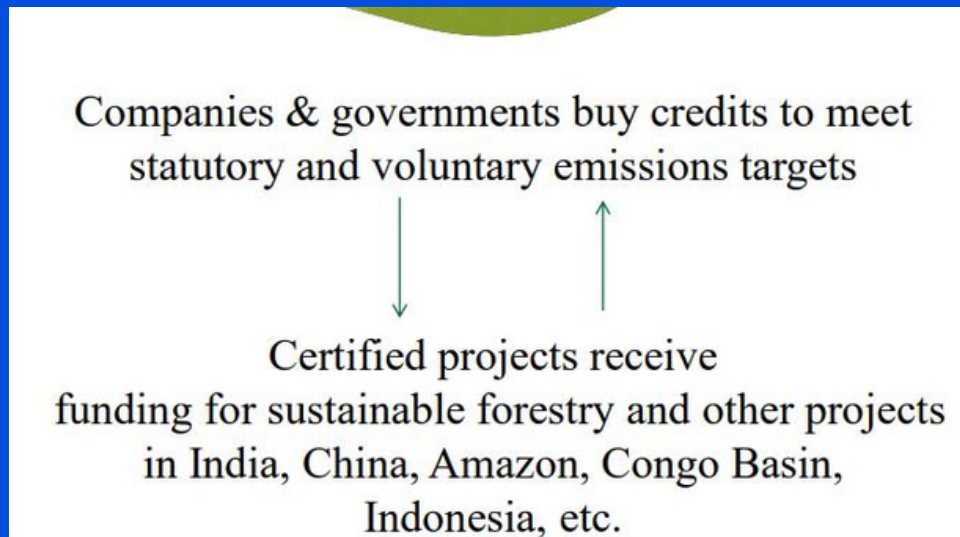 Companies & governments buy credits to meet
statutory and voluntary emissions targets
Certified projects receive
funding for sustainable forestry and other projects
in India, China, Amazon, Congo Basin,
Indonesia, etc.